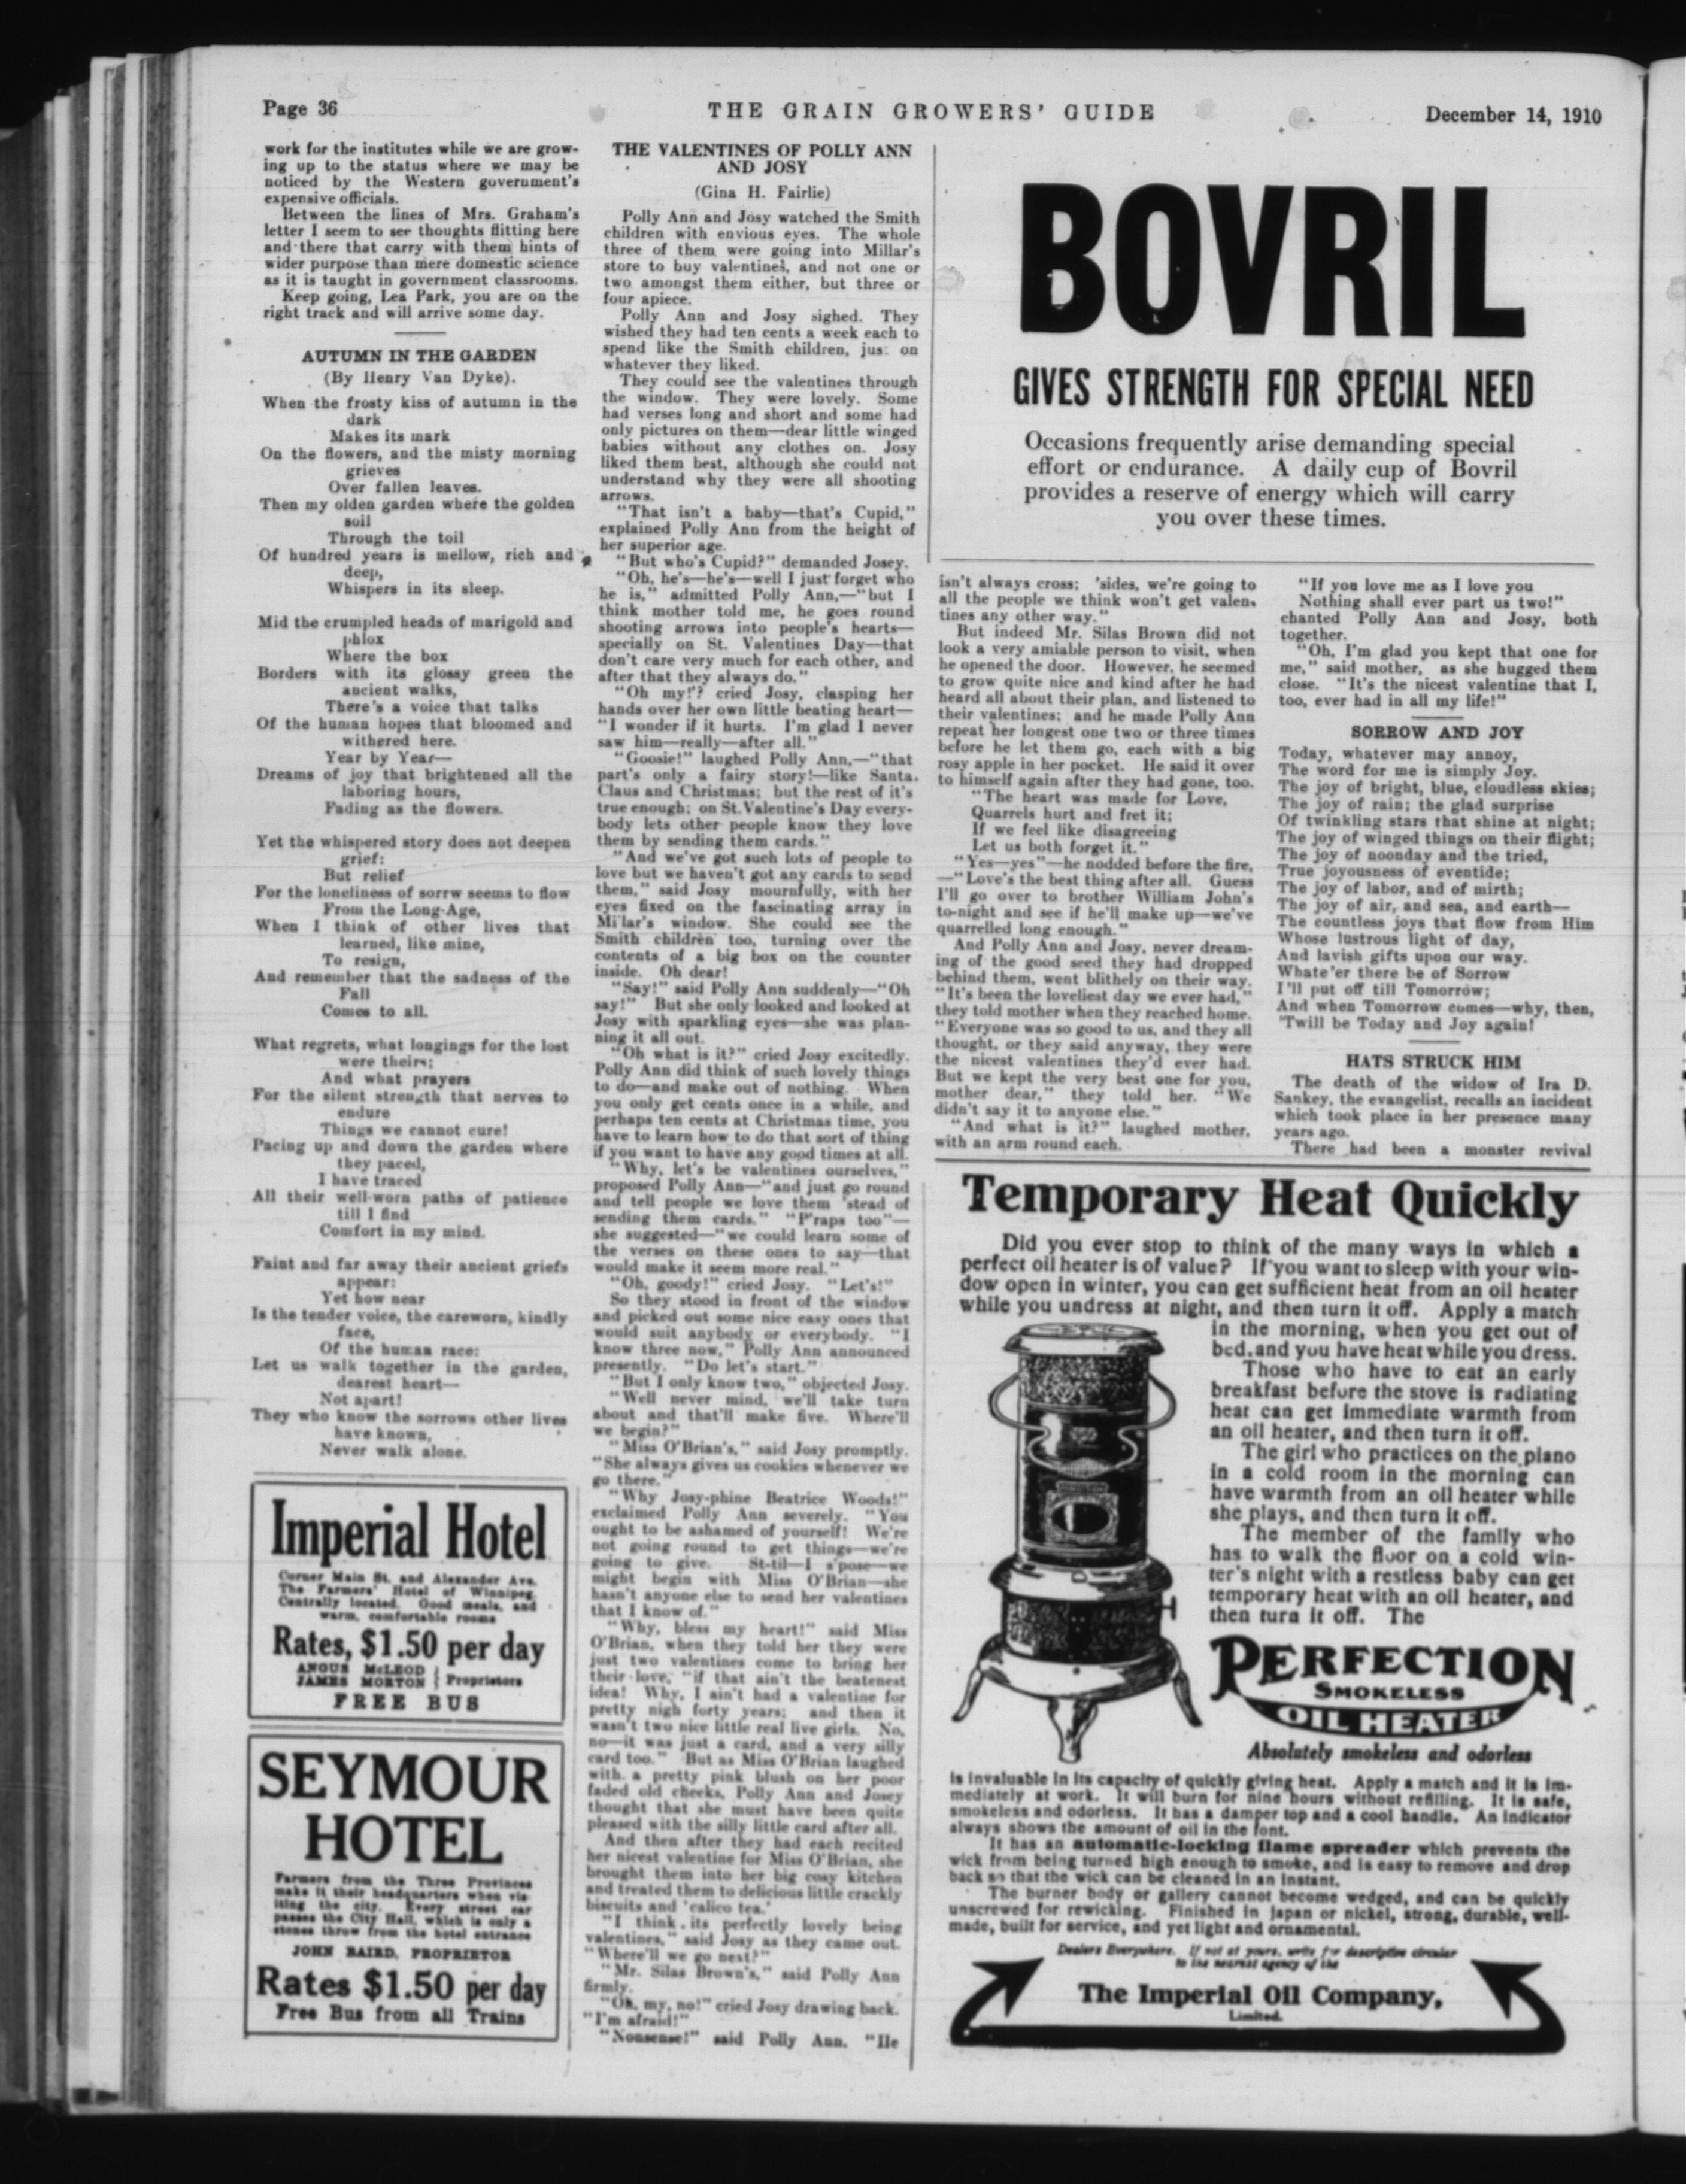 Page 36
THE GRAIN GROWERS' GUIDE
December 14, 1910
work for the institutes while we are grow-
ing up to the status where we may be
noticed by the Western government's
expensive officials.
Between the lines of Mrs. Graham's
letter I seem to see thoughts flitting here
and there that carry with them hints of
wider purpose than mere domestic science
as it is taught in government classrooms.
Keep going, Lea Park, you are on the
right track and will arrive some day.
AUTUMN IN THE GARDEN
(By Henry Van Dyke).
When the frosty kiss of autumn in the
dark
Makes its mark
On the flowers, and the misty morning
grieves
Over fallen leaves.
Then my olden garden where the golden
soil
Through the toil
Of hundred years is mellow, rich and
deep,
Whispers in its sleep.
Mid the crumpled heads of marigold and
phlox
Where the box
Borders with its glossy green the
ancient walks,
There's a voice that talks
Of the human hopes that bloomed and
withered here.
Year by Year—
Dreams of joy that brightened all the
laboring hours,
Fading as the flowers.
Yet the whispered story does not deepen
grief:
But relief
For the loneliness of sorrw seems to flow
From the Long-Age,
When I think of other lives that
learned, like mine,
To resign,
And remember that the sadness of the
Fall
Comes to all.
What regrets, what longings for the lost
were theirs;
And what prayers
For the silent strength that nerves to
endure
Things we cannot cure!
Pacing up and down the garden where
they paced,
I have traced
All their well-worn paths of patience
till I find
Comfort in my mind.
Faint and far away their ancient griefs
appear:
Yet how near
Is the tender voice, the careworn, kindly
face,
Of the human race:
Let us walk together in the garden,
dearest heart—
Not apart!
They who know the sorrows other lives
have known,
Never walk alone.
Imperial Hotel
Corner Main St. and Alexander Ave.
The Farmers' Hotel of Winnipeg.
Centrally located. Good meals, and
warm, comfortable rooms
Rates, $1.50 per day
ANGUS McLEOD
JAMES MORTON } Proprietors
FREE BUS
SEYMOUR
HOTEL
Farmers from the Three Provinces
make it their headquarters when vis-
iting the city. Every street car
passes the City Hall, which is only a
stones throw from the hotel entrance
JOHN BAIRD, PROPRIETOR
Rates $1.50 per day
Free Bus from all Trains
THE VALENTINES OF POLLY ANN
AND JOSY
(Gina H. Fairlie)
Polly Ann and Josy watched the Smith
children with envious eyes. The whole
three of them were going into Millar's
store to buy valentines, and not one or
two amongst them either, but three or
four apiece.
Polly Ann and Josy sighed. They
wished they had ten cents a week each to
spend like the Smith children, jus. on
whatever they liked.
They could see the valentines through
the window. They were lovely. Some
had verses long and short and some had
only pictures on them—dear little winged
babies without any clothes on. Josy
liked them best, although she could not
understand why they were all shooting
arrows.
"That isn't a baby—that's Cupid,"
explained Polly Ann from the height of
her superior age.
"But who's Cupid?" demanded Josey.
"Oh, he's—he's—well I just forget who
he is," admitted Polly Ann,—"but I
think mother told me, he goes round
shooting arrows into people's hearts—
specially on St. Valentines Day—that
don't care very much for each other, and
after that they always do."
"Oh my!'? cried Josy, clasping her
hands over her own little beating heart—
"I wonder if it hurts. I'm glad I never
saw him—really—after all."
"Goosie!" laughed Polly Ann,—"that
part's only a fairy story!—like Santa.
Claus and Christmas; but the rest of it's
true enough; on St. Valentine's Day every-
body lets other people know they love
them by sending them cards."
"And we've got such lots of people to
love but we haven't got any cards to send
them," said Josy mournfully, with her
eyes fixed on the fascinating array in
Millar's window. She could see the
Smith children too, turning over the
contents of a big box on the counter
inside. Oh dear!
"Say!" said Polly Ann suddenly—"Oh
say!" But she only looked and looked at
Josy with sparkling eyes—she was plan-
ning it all out.
"Oh what is it?" cried Josy excitedly.
Polly Ann did think of such lovely things
to do—and make out of nothing. When
you only get cents once in a while, and
perhaps ten cents at Christmas time, you
have to learn how to do that sort of thing
if you want to have any good times at all.
"Why, let's be valentines ourselves,"
proposed Polly Ann—"and just go round
and tell people we love them 'stead of
sending them cards." "P'raps too"—
she suggested—"we could learn some of
the verses on these ones to say—that
would make it seem more real."
"Oh, goody!" cried Josy. "Let's!"
So they stood in front of the window
and picked out some nice easy ones that
would suit anybody or everybody. "I
know three now," Polly Ann announced
presently. "Do let's start."
"But I only know two," objected Josy.
"Well never mind, we'll take turn
about and that'll make five. Where'll
we begin?"
"Miss O'Brian's," said Josy promptly.
"She always gives us cookies whenever we
go there."
"Why Josy-phine Beatrice Woods!"
exclaimed Polly Ann severely. "You
ought to be ashamed of yourself! We're
not going round to get things—we're
going to give. St-til—I s'pose—we
might begin with Miss O'Brian—she
hasn't anyone else to send her valentines
that I know of."
"Why, bless my heart!" said Miss
O'Brian, when they told her they were
just two valentines come to bring her
their love, "if that ain't the beatenest
idea! Why, I ain't had a valentine for
pretty nigh forty years; and then it
wasn't two nice little real live girls. No,
no—it was just a card, and a very silly
card too." But as Miss O'Brian laughed
with a pretty pink blush on her poor
faded old cheeks, Polly Ann and Josey
thought that she must have been quite
pleased with the silly little card after all.
And then after they had each recited
her nicest valentine for Miss O'Brian, she
brought them into her big cosy kitchen
and treated them to delicious little crackly
biscuits and 'calico tea.'
"I think its perfectly lovely being
valentines," said Josy as they came out.
"Where'll we go next?"
"Mr. Silas Brown's," said Polly Ann
firmly.
"Oh, my, no!" cried Josy drawing back.
"I'm afraid!"
"Nonsense!" said Polly Ann. "He
BOVRIL
GIVES STRENGTH FOR SPECIAL NEED
Occasions frequently arise demanding special
effort or endurance. A daily cup of Bovril
provides a reserve of energy which will carry
you over these times.
isn't always cross; 'sides, we're going to
all the people we think won't get valen-
tines any other way."
But indeed Mr. Silas Brown did not
look a very amiable person to visit, when
he opened the door. However, he seemed
to grow quite nice and kind after he had
heard all about their plan, and listened to
their valentines; and he made Polly Ann
repeat her longest one two or three times
before he let them go, each with a big
rosy apple in her pocket. He said it over
to himself again after they had gone, too.
"The heart was made for Love,
Quarrels hurt and fret it;
If we feel like disagreeing
Let us both forget it."
"Yes—yes"—he nodded before the fire,
—"Love's the best thing after all. Guess
I'll go over to brother William John's
to-night and see if he'll make up—we've
quarrelled long enough."
And Polly Ann and Josy, never dream-
ing of the good seed they had dropped
behind them, went blithely on their way.
"It's been the loveliest day we ever had,"
they told mother when they reached home.
"Everyone was so good to us, and they all
thought, or they said anyway, they were
the nicest valentines they'd ever had.
But we kept the very best one for you,
mother dear," they told her. "We
didn't say it to anyone else."
"And what is it?" laughed mother,
with an arm round each.
"If you love me as I love you
Nothing shall ever part us two!"
chanted Polly Ann and Josy, both
together.
"Oh, I'm glad you kept that one for
me," said mother, as she hugged them
close. "It's the nicest valentine that I,
too, ever had in all my life!"
SORROW AND JOY
Today, whatever may annoy,
The word for me is simply Joy.
The joy of bright, blue, cloudless skies;
The joy of rain; the glad surprise
Of twinkling stars that shine at night;
The joy of winged things on their flight;
The joy of noonday and the tried,
True joyousness of eventide;
The joy of labor, and of mirth;
The joy of air, and sea, and earth—
The countless joys that flow from Him
Whose lustrous light of day,
And lavish gifts upon our way.
Whate'er there be of Sorrow
I'll put off till Tomorrow;
And when Tomorrow comes—why, then,
'Twill be Today and Joy again!
HATS STRUCK HIM
The death of the widow of Ira D.
Sankey, the evangelist, recalls an incident
which took place in her presence many
years ago.
There had been a monster revival
Temporary Heat Quickly
Did you ever stop to think of the many ways in which a
perfect oil heater is of value? If you want to sleep with your win-
dow open in winter, you can get sufficient heat from an oil heater
while you undress at night, and then turn it off. Apply a match
in the morning, when you get out of
bed, and you have heat while you dress.
Those who have to eat an early
breakfast before the stove is radiating
heat can get immediate warmth from
an oil heater, and then turn it off.
The girl who practices on the piano
in a cold room in the morning can
have warmth from an oil heater while
she plays, and then turn it off.
The member of the family who
has to walk the floor on a cold win-
ter's night with a restless baby can get
temporary heat with an oil heater, and
then turn it off. The
PERFECTION
SMOKELESS
OIL HEATER
Absolutely smokeless and odorless
is invaluable in its capacity of quickly giving heat. Apply a match and it is im-
mediately at work. It will burn for nine hours without refilling. It is safe,
smokeless and odorless. It has a damper top and a cool handle. An indicator
always shows the amount of oil in the font.
It has an automatic-locking flame spreader which prevents the
wick from being turned high enough to smoke, and is easy to remove and drop
back so that the wick can be cleaned in an instant.
The burner body or gallery cannot become wedged, and can be quickly
unscrewed for rewicking. Finished in japan or nickel, strong, durable, well-
made, built for service, and yet light and ornamental.
Dealers Everywhere. If not at yours, write for descriptive circular
to the nearest agency of the
The Imperial Oil Company,
Limited.